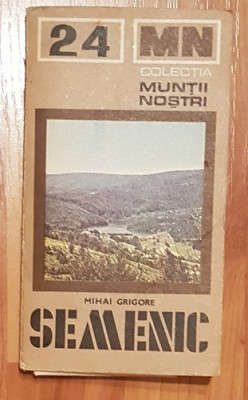 24 MN
COLECȚIA
MUNȚII
NOȘTRI
MIHAI GRIGORE
SEMENIC